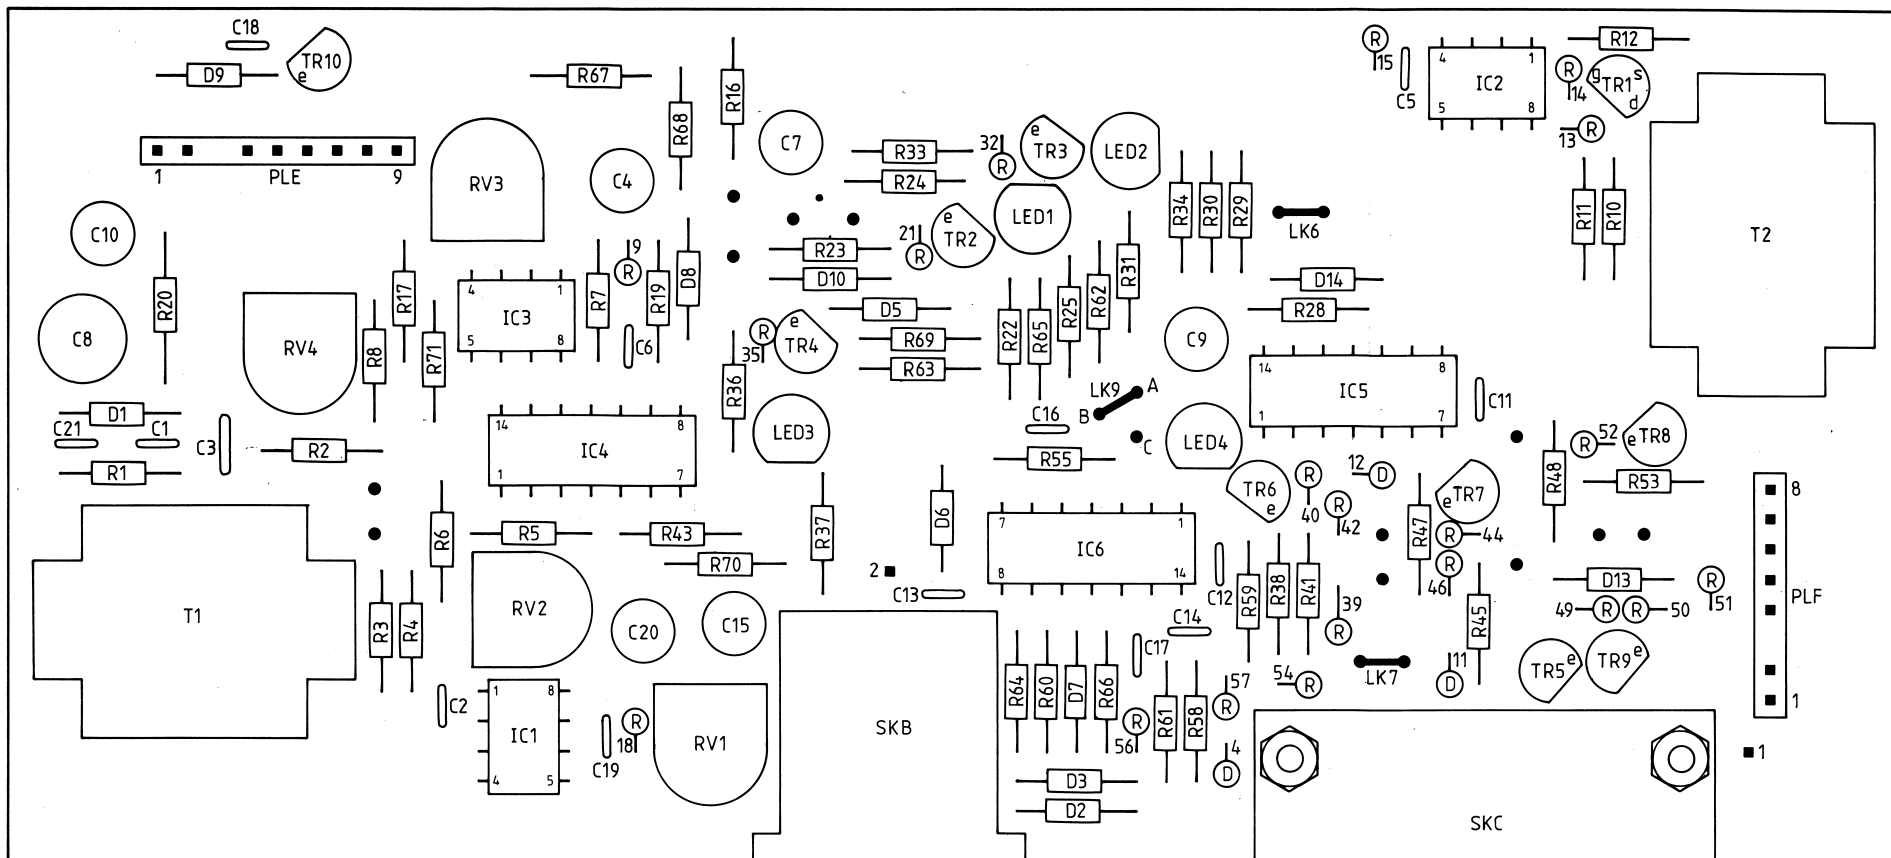 C18
TR10
e
D9
R67
R16
R68
C7
R33
R24
32
e
TR3
LED2
R
15
C5
4
1
IC2
5
8
R
14
g
TR1
s
d
R12
13
R
1
PLE
9
RV3
C4
C10
R20
R17
4
1
IC3
5
8
R7
9
R
R19
D8
R23
D10
21
R
e
TR2
LED1
R
R34
R30
R29
LK6
R11
R10
T2
C8
RV4
R8
R71
C6
R
35
e
TR4
D5
R69
R63
R22
R65
R25
R62
R31
C9
D14
R28
D1
C21
C1
R1
C3
R2
14
8
IC4
1
7
R36
LED3
LK9
A
B
C
C16
R55
LED4
14
8
IC5
1
7
C11
52
R
e
TR8
R48
R53
R6
R5
R43
R70
R37
D6
2
C13
7
1
IC6
8
14
TR6
e
R
40
12
D
R
42
R47
TR7
e
R
44
R
46
8
PLF
1
T1
R3
R4
RV2
C20
C15
C12
R59
R38
R41
39
R
C14
C17
R45
D13
49
R
R
50
R
51
C2
1
8
IC1
4
5
C19
18
R
RV1
SKB
R64
R60
D7
R66
R
56
R61
R58
57
R
4
D
54
R
LK7
11
D
TR5
e
TR9
e
D3
D2
SKC
1